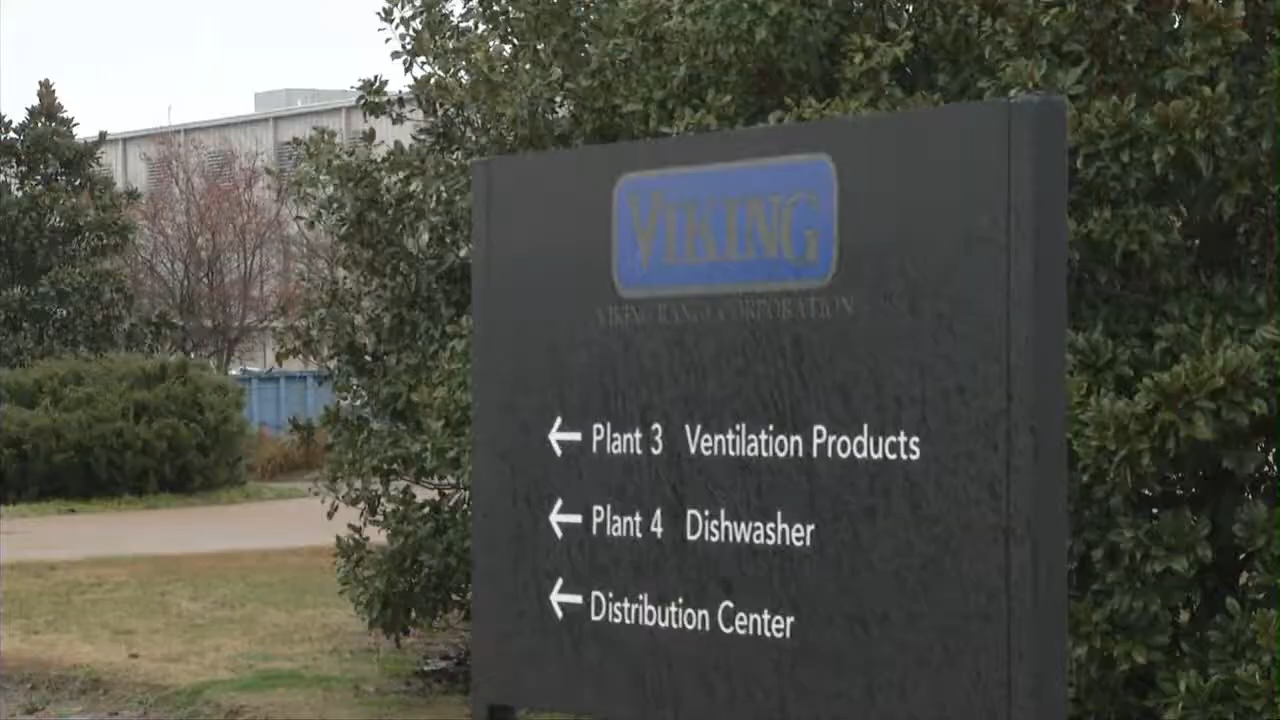 VIKING
VIKING RANGE CORPORATION
← Plant 3 Ventilation Products
← Plant 4 Dishwasher
← Distribution Center